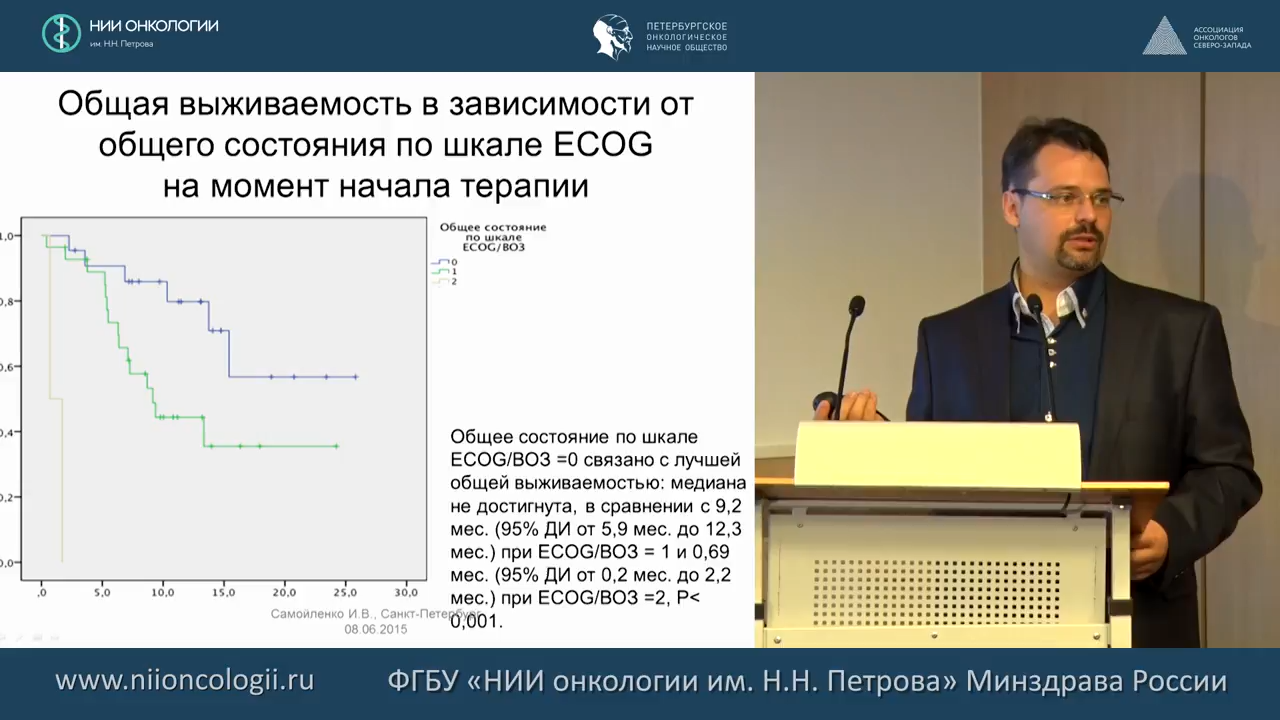 НИИ ОНКОЛОГИИ
им. Н.Н. Петрова
ПЕТЕРБУРГСКОЕ
ОНКОЛОГИЧЕСКОЕ
НАУЧНОЕ ОБЩЕСТВО
АССОЦИАЦИЯ
ОНКОЛОГОВ
СЕВЕРО-ЗАПАДА
Общая выживаемость в зависимости от
общего состояния по шкале ECOG
на момент начала терапии
Общее состояние
по шкале
ECOG/ВОЗ
0
1
2
1,0
0,8
0,6
0,4
0,2
0,0
,0
5,0
10,0
15,0
20,0
25,0
30,0
Общее состояние по шкале
ECOG/ВОЗ =0 связано с лучшей
общей выживаемостью: медиана
не достигнута, в сравнении с 9,2
мес. (95% ДИ от 5,9 мес. до 12,3
мес.) при ECOG/ВОЗ = 1 и 0,69
мес. (95% ДИ от 0,2 мес. до 2,2
мес.) при ECOG/ВОЗ =2, P<
0,001.
Самойленко И.В., Санкт-Петербург
08.06.2015
www.niioncologii.ru
ФГБУ «НИИ онкологии им. Н.Н. Петрова» Минздрава России